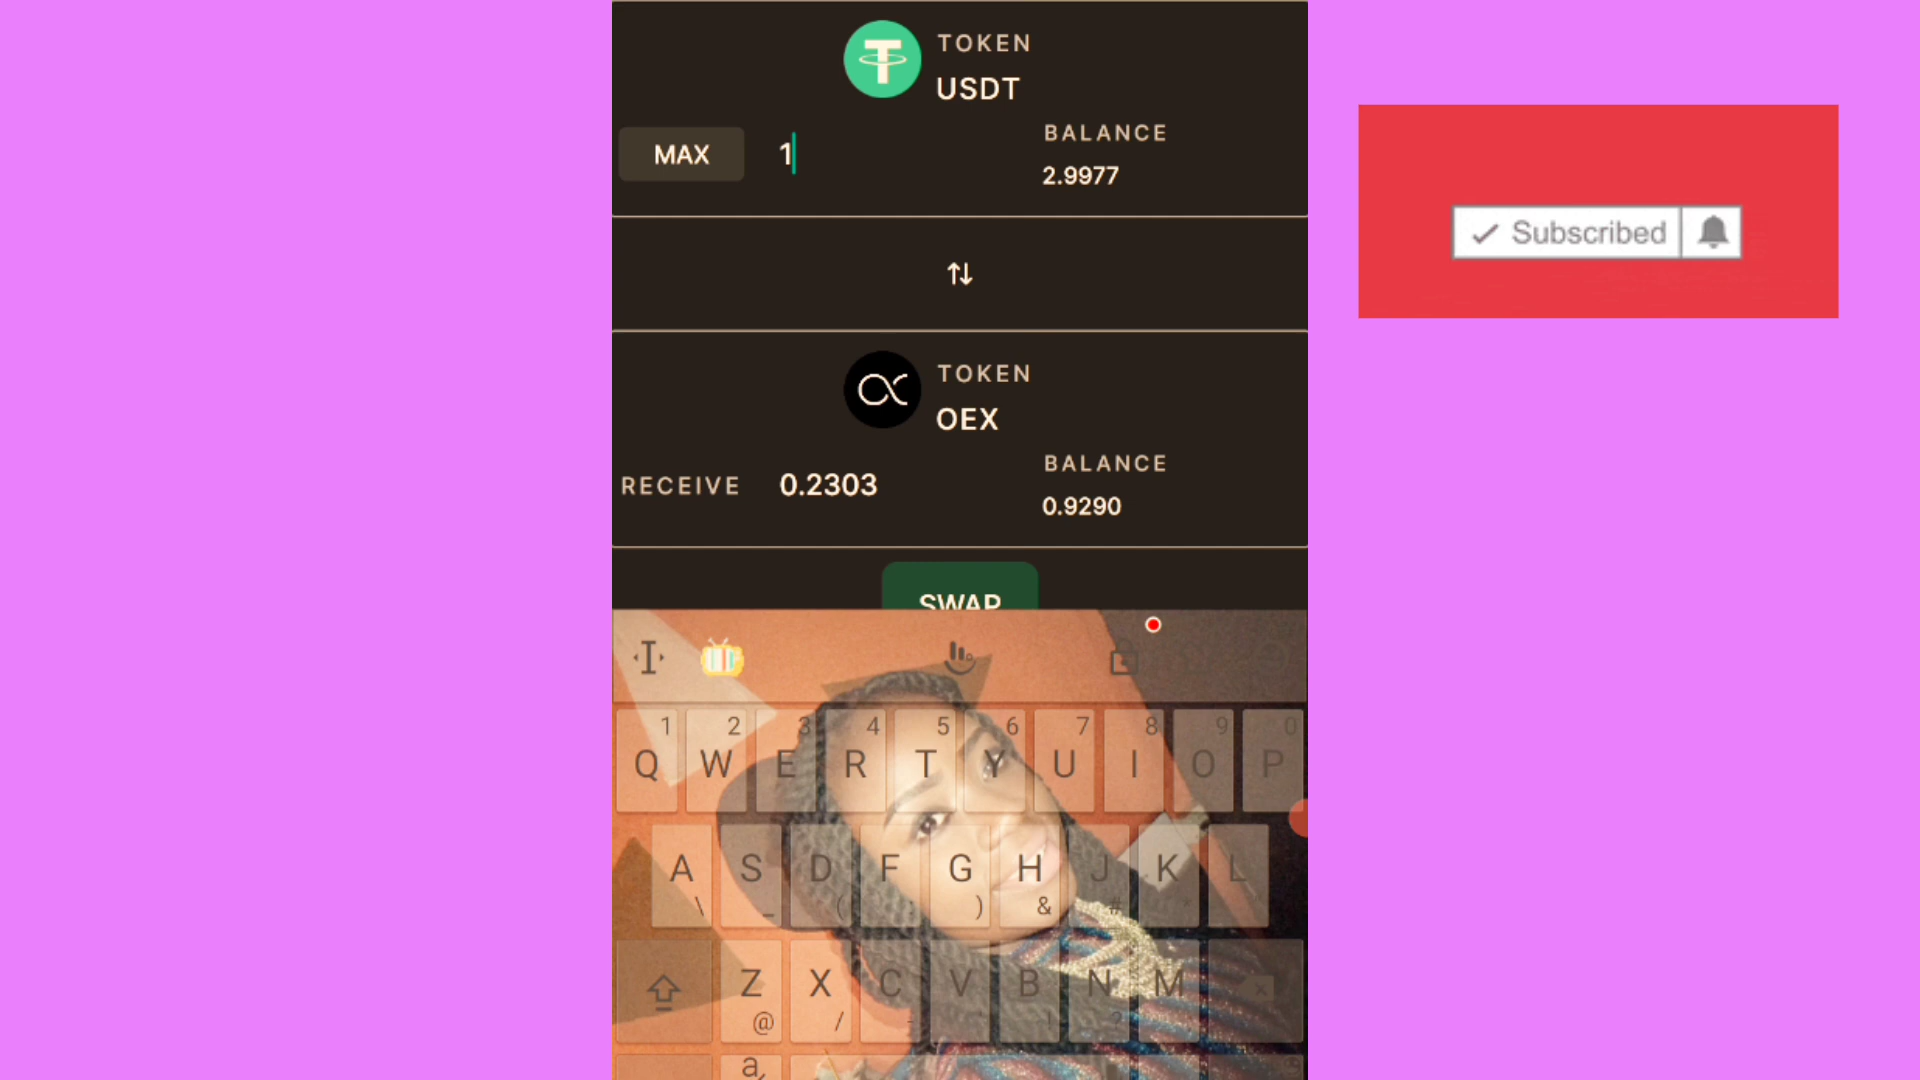 TOKEN
USDT
MAX 1
BALANCE
2.9977
TOKEN
OEX
RECEIVE 0.2303
BALANCE
0.9290
SWAP
Subscribed
1 2 3 4 5 6 7 8 9 0
Q W E R T Y U I O P
A S D F G H J K L
\ _ ( ) & #
Z X C V B N M
@ /
a